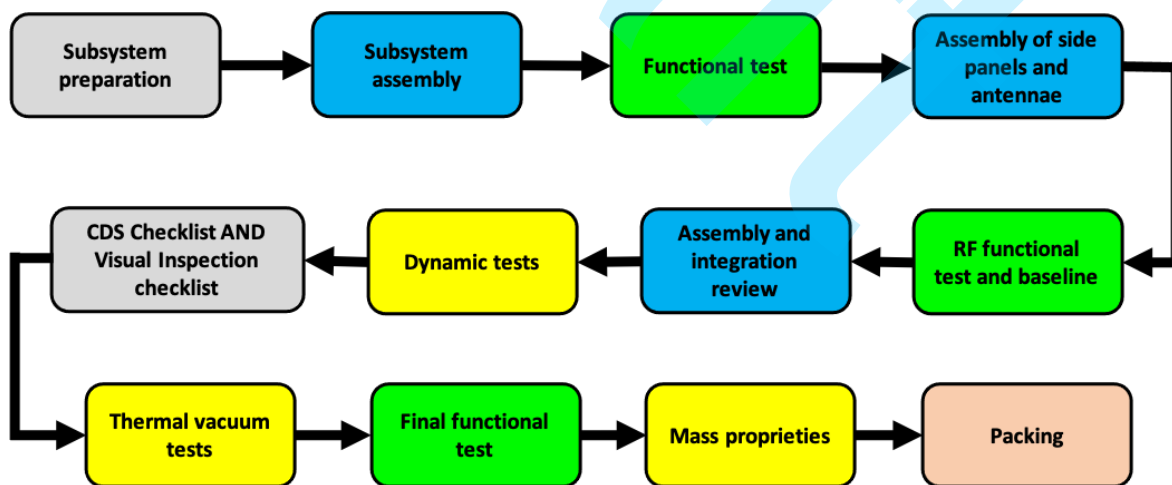 Subsystem
preparation
Subsystem
assembly
Functional test
Assembly of side
panels and
antennae
RF functional
test and baseline
Assembly and
integration
review
Dynamic tests
CDS Checklist AND
Visual Inspection
checklist
Thermal vacuum
tests
Final functional
test
Mass proprieties
Packing